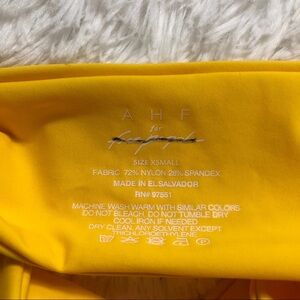 A H F
for
SIZE XSMALL
FABRIC 72% NYLON 28% SPANDEX
MADE IN EL SALVADOR
RN# 97551
MACHINE WASH WARM WITH SIMILAR COLORS
DO NOT BLEACH. DO NOT TUMBLE DRY
COOL IRON IF NEEDED
DRY CLEAN, ANY SOLVENT EXCEPT
TRICHLOROETHYLENE